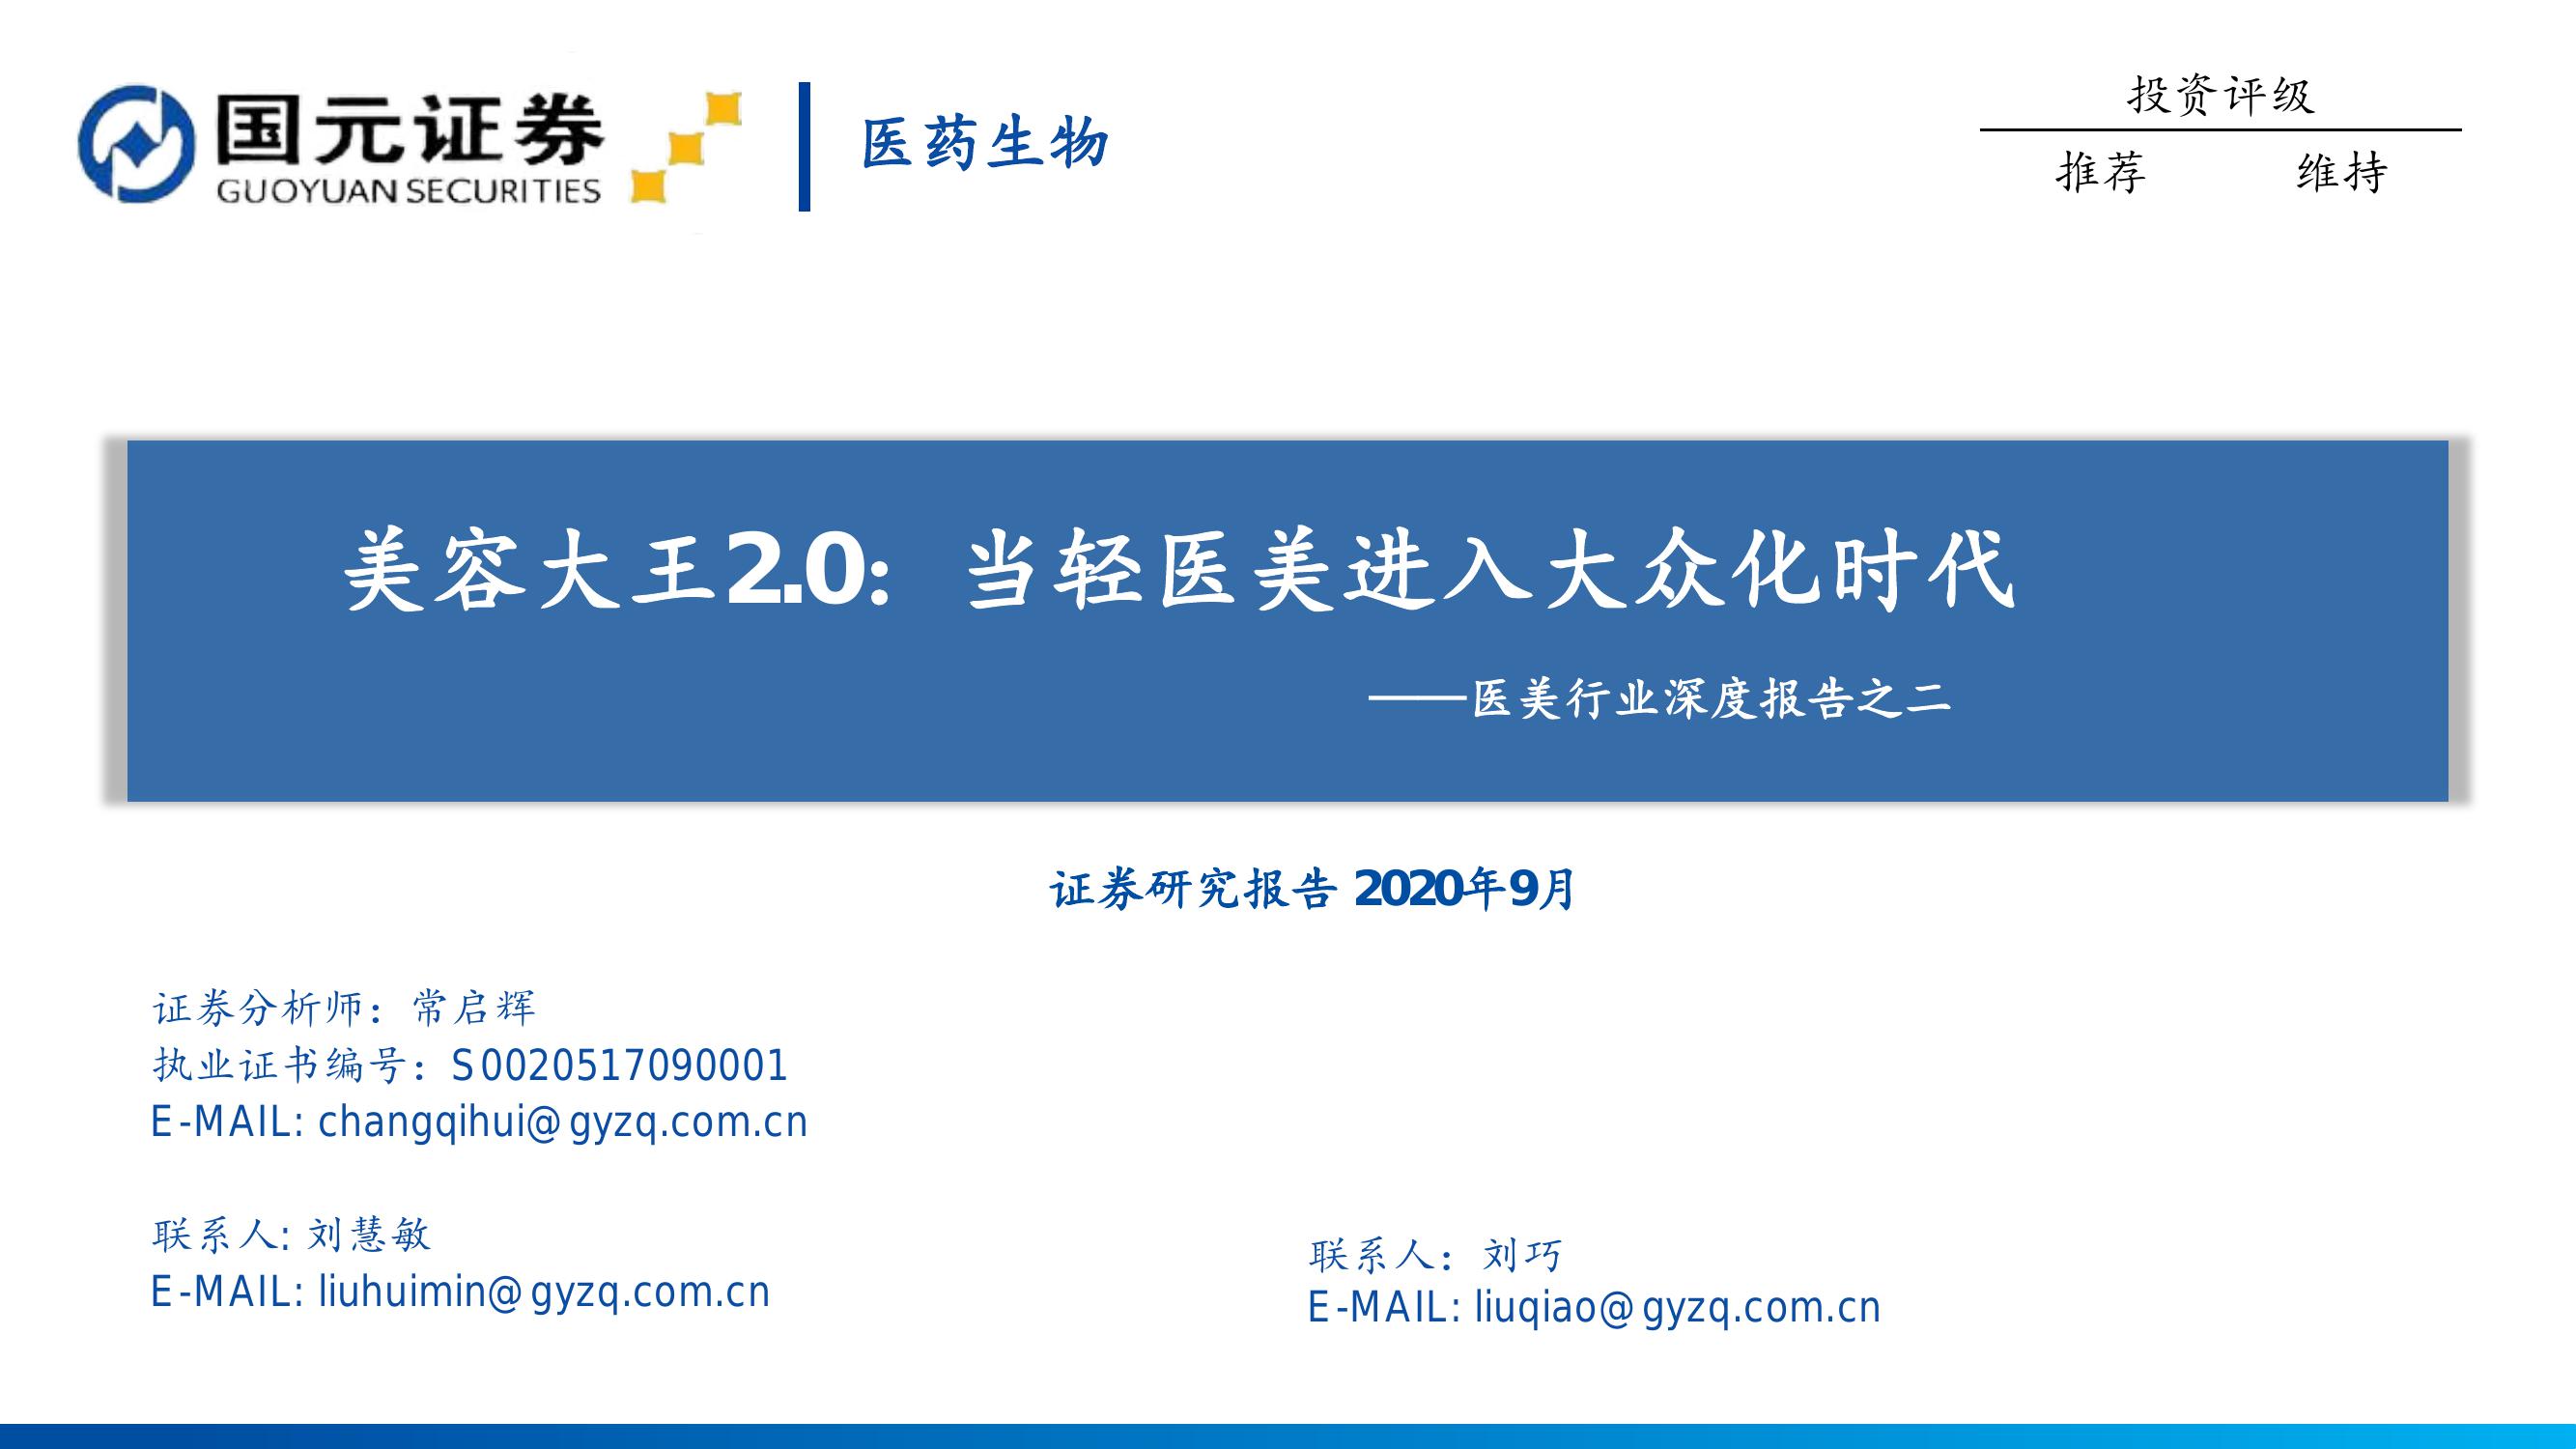 国元证券
GUOYUAN SECURITIES
医药生物
投资评级
推荐 维持
美容大王2.0：当轻医美进入大众化时代
——医美行业深度报告之二
证券研究报告 2020年9月
证券分析师：常启辉
执业证书编号：S0020517090001
E-MAIL: changqihui@gyzq.com.cn
联系人: 刘慧敏
E-MAIL: liuhuimin@gyzq.com.cn
联系人：刘巧
E-MAIL: liuqiao@gyzq.com.cn